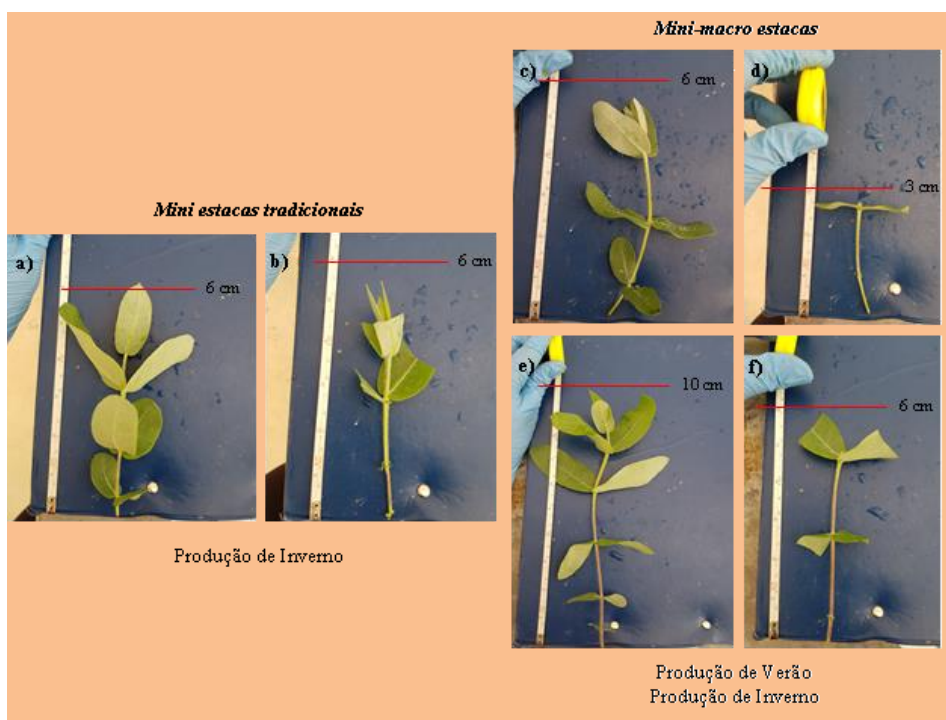 Mini-macro estacas
c)
6 cm
d)
3 cm
Mini estacas tradicionais
a)
6 cm
b)
6 cm
e)
10 cm
f)
6 cm
Produção de Inverno
Produção de Verão
Produção de Inverno